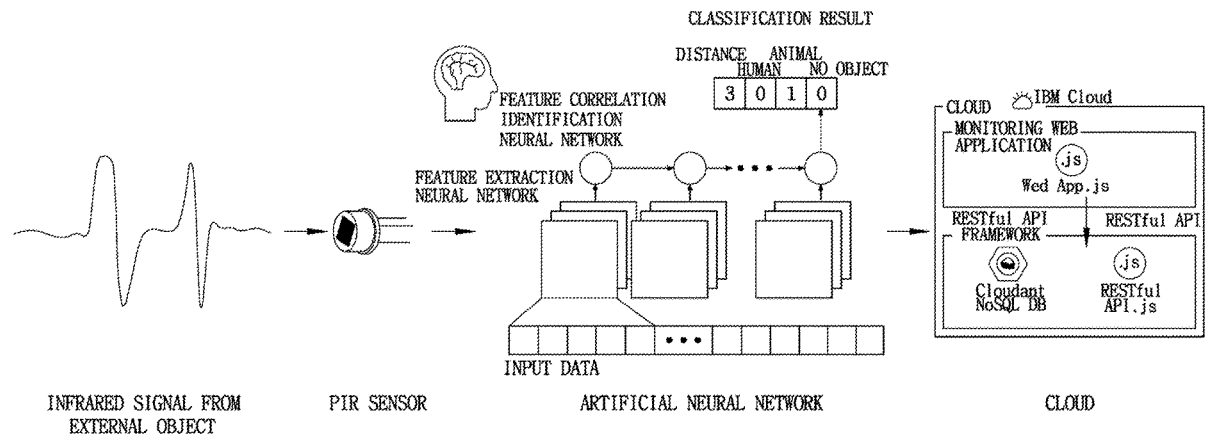 CLASSIFICATION RESULT
DISTANCE ANIMAL
HUMAN NO OBJECT
3 0 1 0
FEATURE CORRELATION
IDENTIFICATION
NEURAL NETWORK
FEATURE EXTRACTION
NEURAL NETWORK
INPUT DATA
CLOUD IBM Cloud
MONITORING WEB
APPLICATION
.js
Wed App.js
RESTful API RESTful API
FRAMEWORK
.js
Cloudant
NoSQL DB
RESTful
API.js
INFRARED SIGNAL FROM
EXTERNAL OBJECT
PIR SENSOR
ARTIFICIAL NEURAL NETWORK
CLOUD